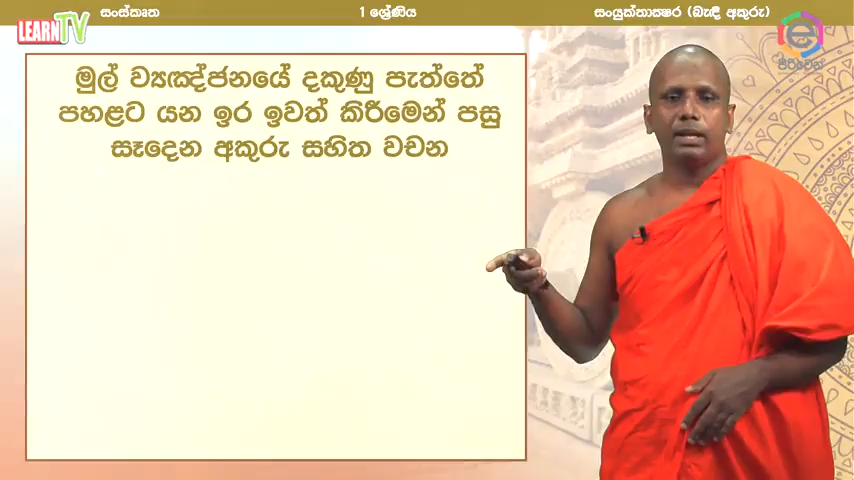 සංස්කෘත
1 ශ්‍රේණිය
සංයුක්තාක්ෂර (බැඳි අකුරු)
LEARN TV
e පිරිවෙන්
මුල් ව්‍යඤ්ජනයේ දකුණු පැත්තේ
පහළට යන ඉර ඉවත් කිරීමෙන් පසු
සෑදෙන අකුරු සහිත වචන